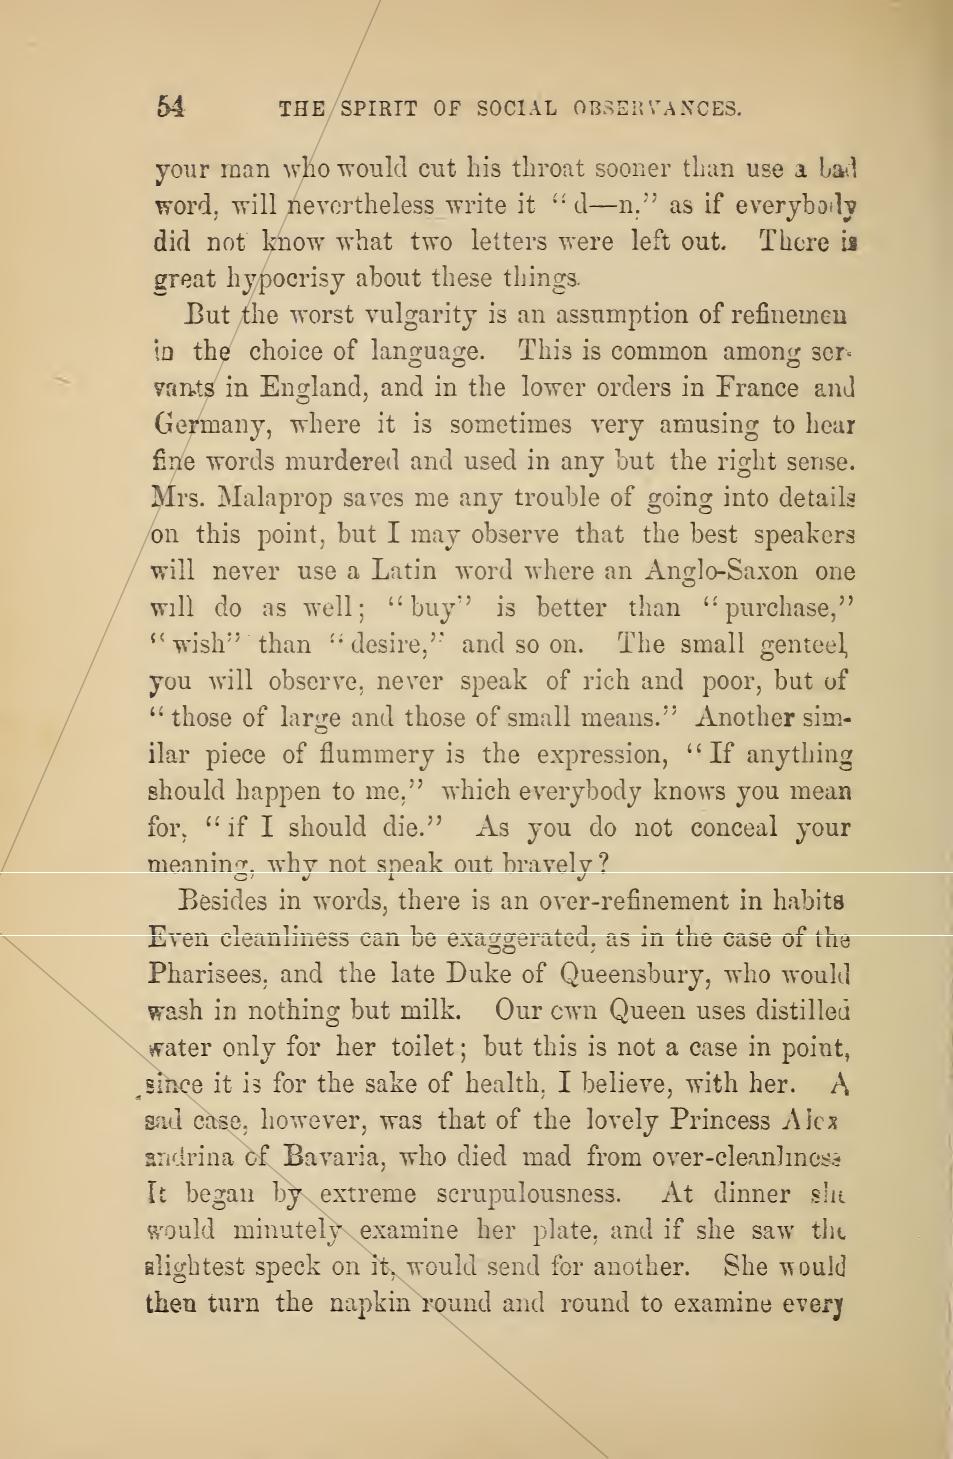 54 THE SPIRIT OF SOCIAL OBSERVANCES.
your man who would cut his throat sooner than use a bad
word, will nevertheless write it “d—n,” as if everybody
did not know what two letters were left out. There is
great hypocrisy about these things.
But the worst vulgarity is an assumption of refinemen
in the choice of language. This is common among ser-
vants in England, and in the lower orders in France and
Germany, where it is sometimes very amusing to hear
fine words murdered and used in any but the right sense.
Mrs. Malaprop saves me any trouble of going into details
on this point, but I may observe that the best speakers
will never use a Latin word where an Anglo-Saxon one
will do as well; “buy” is better than “purchase,”
“wish” than “desire,” and so on. The small genteel,
you will observe, never speak of rich and poor, but of
“those of large and those of small means.” Another sim-
ilar piece of flummery is the expression, “If anything
should happen to me,” which everybody knows you mean
for, “if I should die.” As you do not conceal your
meaning, why not speak out bravely?
Besides in words, there is an over-refinement in habits
Even cleanliness can be exaggerated, as in the case of the
Pharisees, and the late Duke of Queensbury, who would
wash in nothing but milk. Our own Queen uses distilled
water only for her toilet; but this is not a case in point,
since it is for the sake of health, I believe, with her. A
sad case, however, was that of the lovely Princess Alex
andrina of Bavaria, who died mad from over-cleanliness
It began by extreme scrupulousness. At dinner she
would minutely examine her plate, and if she saw the
slightest speck on it, would send for another. She would
then turn the napkin round and round to examine every